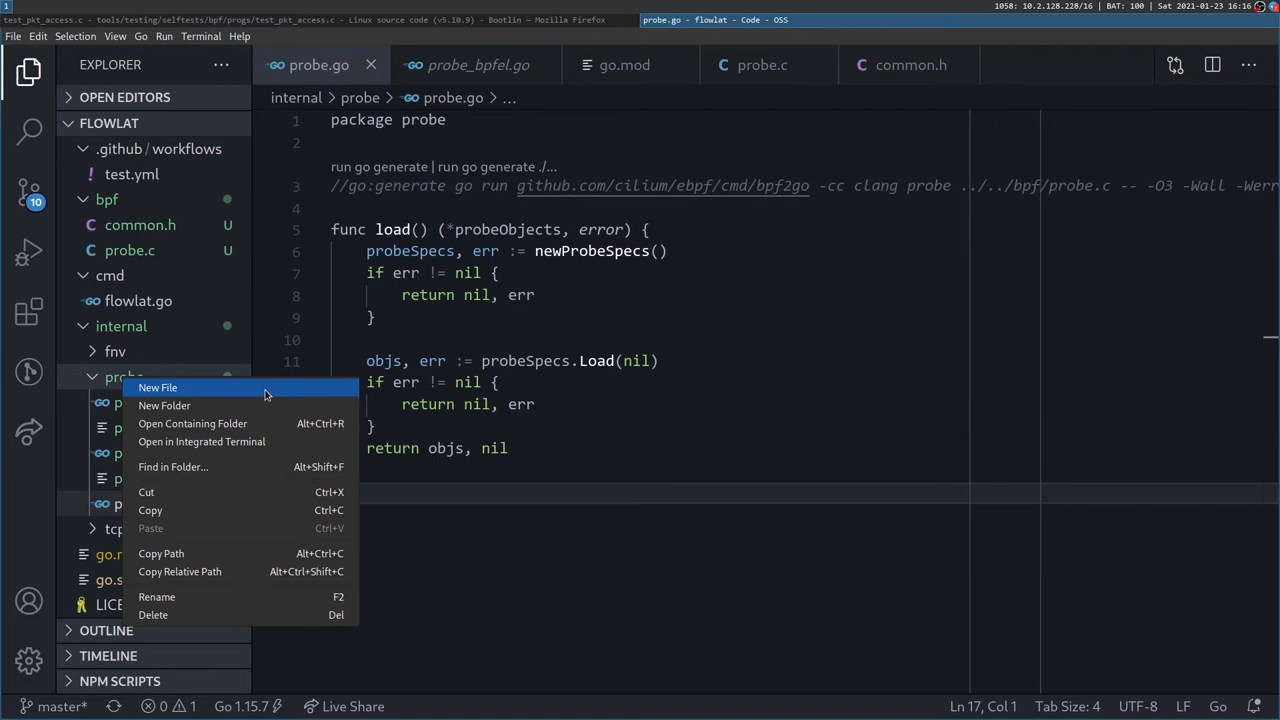 1
1058: 10.2.128.228/16 | BAT: 100 | Sat 2021-01-23 16:16
test_pkt_access.c - tools/testing/selftests/bpf/progs/test_pkt_access.c - Linux source code (v5.10.9) - Bootlin — Mozilla Firefox
probe.go - flowlat - Code - OSS
File Edit Selection View Go Run Terminal Help
EXPLORER
probe.go
probe_bpfel.go
go.mod
probe.c
common.h
OPEN EDITORS
FLOWLAT
.github / workflows
test.yml
bpf
common.h U
probe.c U
cmd
flowlat.go
internal
fnv
probe
p
p
p
p
p
tcp
go.
go.s
LICE
OUTLINE
TIMELINE
NPM SCRIPTS
10
New File
New Folder
Open Containing Folder Alt+Ctrl+R
Open in Integrated Terminal
Find in Folder... Alt+Shift+F
Cut Ctrl+X
Copy Ctrl+C
Paste Ctrl+V
Copy Path Alt+Ctrl+C
Copy Relative Path Alt+Ctrl+Shift+C
Rename F2
Delete Del
internal > probe > probe.go > ...
1 package probe
2
run go generate | run go generate ./...
3 //go:generate go run github.com/cilium/ebpf/cmd/bpf2go -cc clang probe ../../bpf/probe.c -- -O3 -Wall -Werr
4
5 func load() (*probeObjects, error) {
6 probeSpecs, err := newProbeSpecs()
7 if err != nil {
8 return nil, err
9 }
10
11 objs, err := probeSpecs.Load(nil)
if err != nil {
return nil, err
}
return objs, nil
master* 0 1 Go 1.15.7 Live Share
Ln 17, Col 1 Tab Size: 4 UTF-8 LF Go